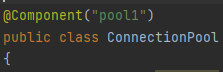 @Component("pool1")
public class ConnectionPool
{